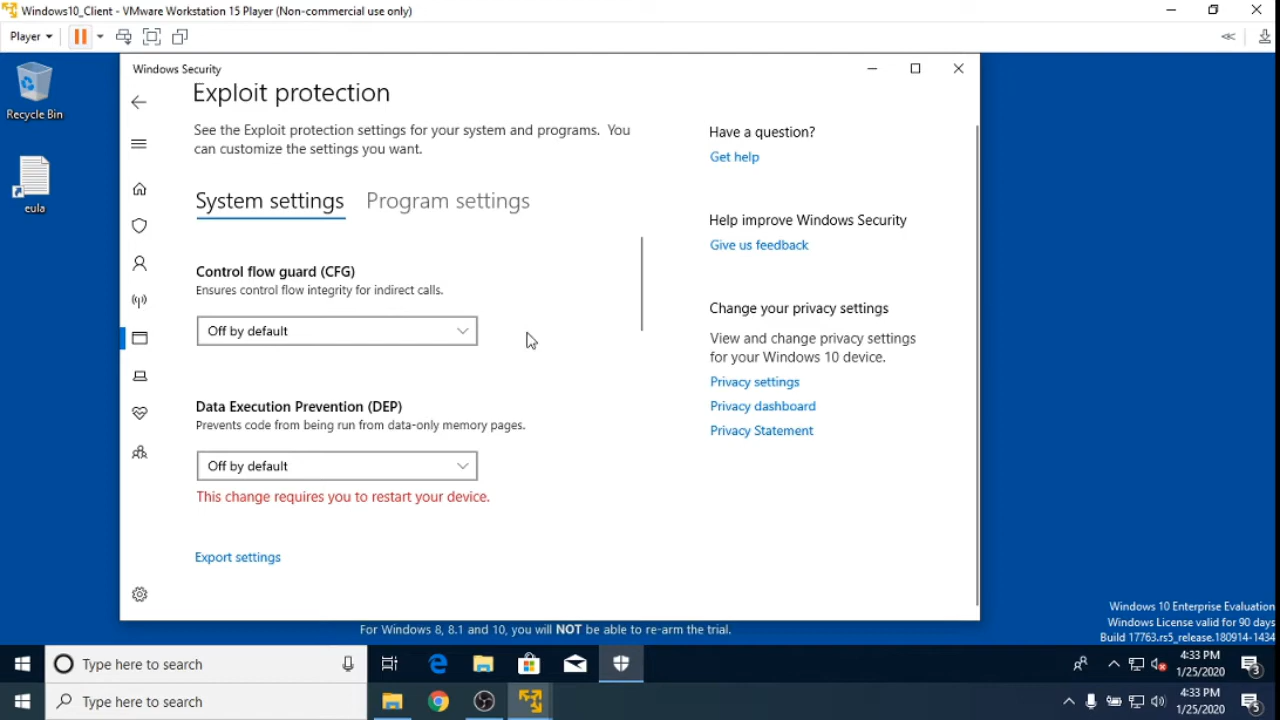 Windows10_Client - VMware Workstation 15 Player (Non-commercial use only)
Player
Recycle Bin
eula
Windows Security
Exploit protection
See the Exploit protection settings for your system and programs. You
can customize the settings you want.
System settings
Program settings
Control flow guard (CFG)
Ensures control flow integrity for indirect calls.
Off by default
Data Execution Prevention (DEP)
Prevents code from being run from data-only memory pages.
Off by default
This change requires you to restart your device.
Export settings
Have a question?
Get help
Help improve Windows Security
Give us feedback
Change your privacy settings
View and change privacy settings
for your Windows 10 device.
Privacy settings
Privacy dashboard
Privacy Statement
Windows 10 Enterprise Evaluation
Windows License valid for 90 days
Build 17763.rs5_release.180914-1434
For Windows 8, 8.1 and 10, you will NOT be able to re-arm the trial.
Type here to search
4:33 PM
1/25/2020
3
Type here to search
4:33 PM
1/25/2020
5